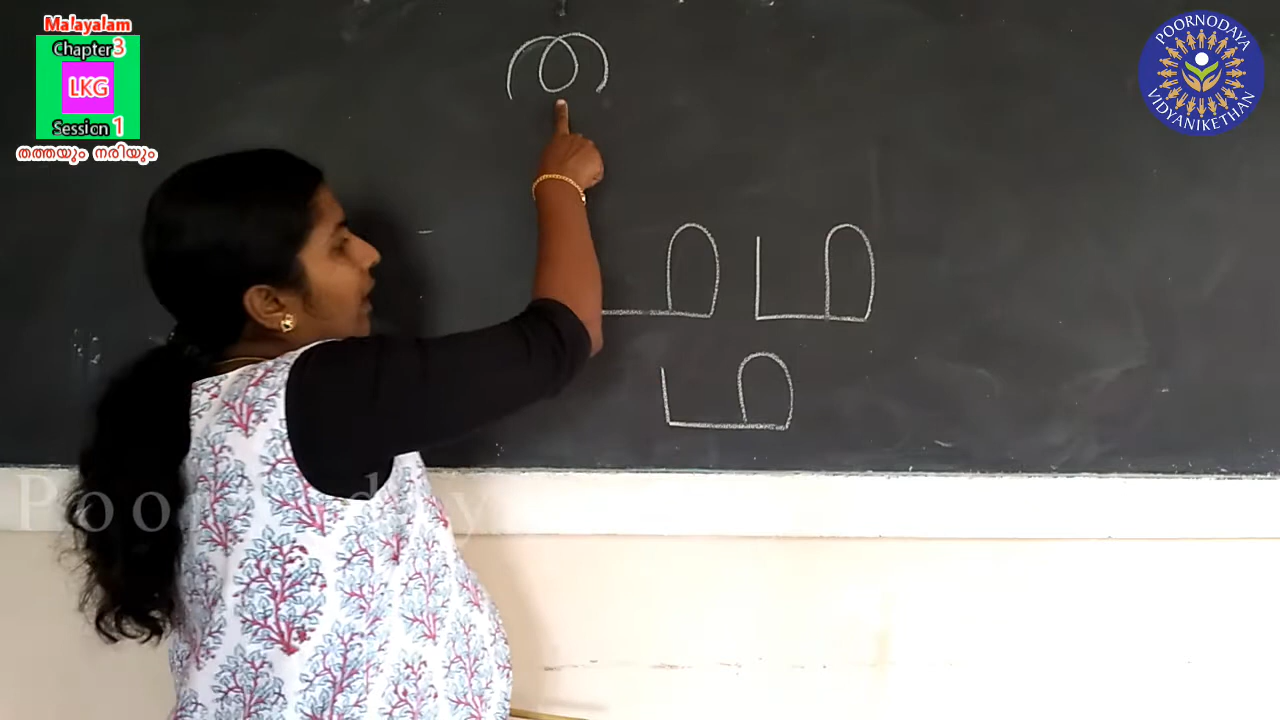 Malayalam
Chapter 3
LKG
Session 1
തത്തയും നരിയും
POORNODAYA
VIDYANIKETHAN
ന
മ
മ